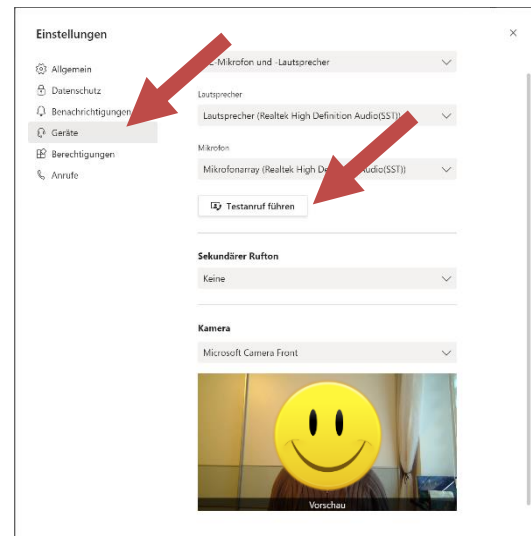 Einstellungen
Allgemein
Datenschutz
Benachrichtigungen
Geräte
Berechtigungen
Anrufe
-Mikrofon und -Lautsprecher
Lautsprecher
Lautsprecher (Realtek High Definition Audio(SST))
Mikrofon
Mikrofonarray (Realtek High Audio(SST))
Testanruf führen
Sekundärer Rufton
Keine
Kamera
Microsoft Camera Front
Vorschau